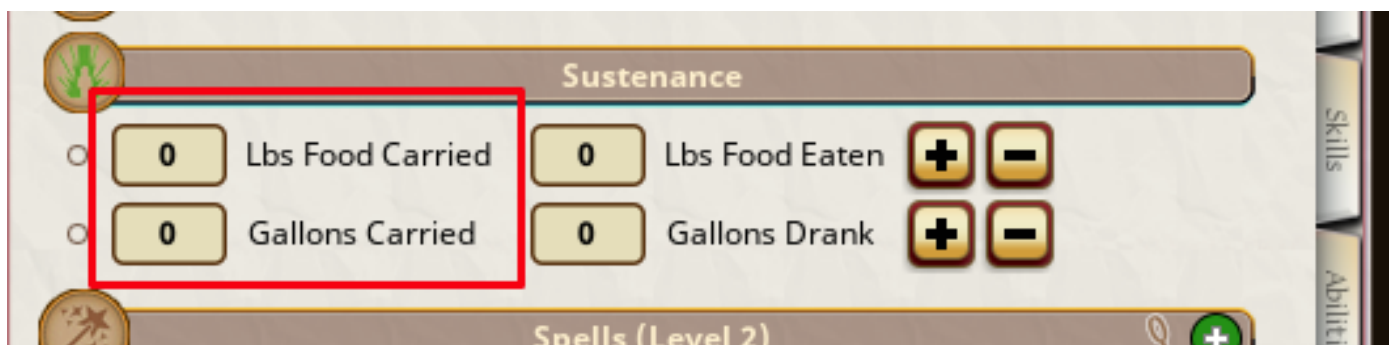 Sustenance
0 Lbs Food Carried 0 Lbs Food Eaten
0 Gallons Carried 0 Gallons Drank
Spells (Level 2)
Skills
Abiliti